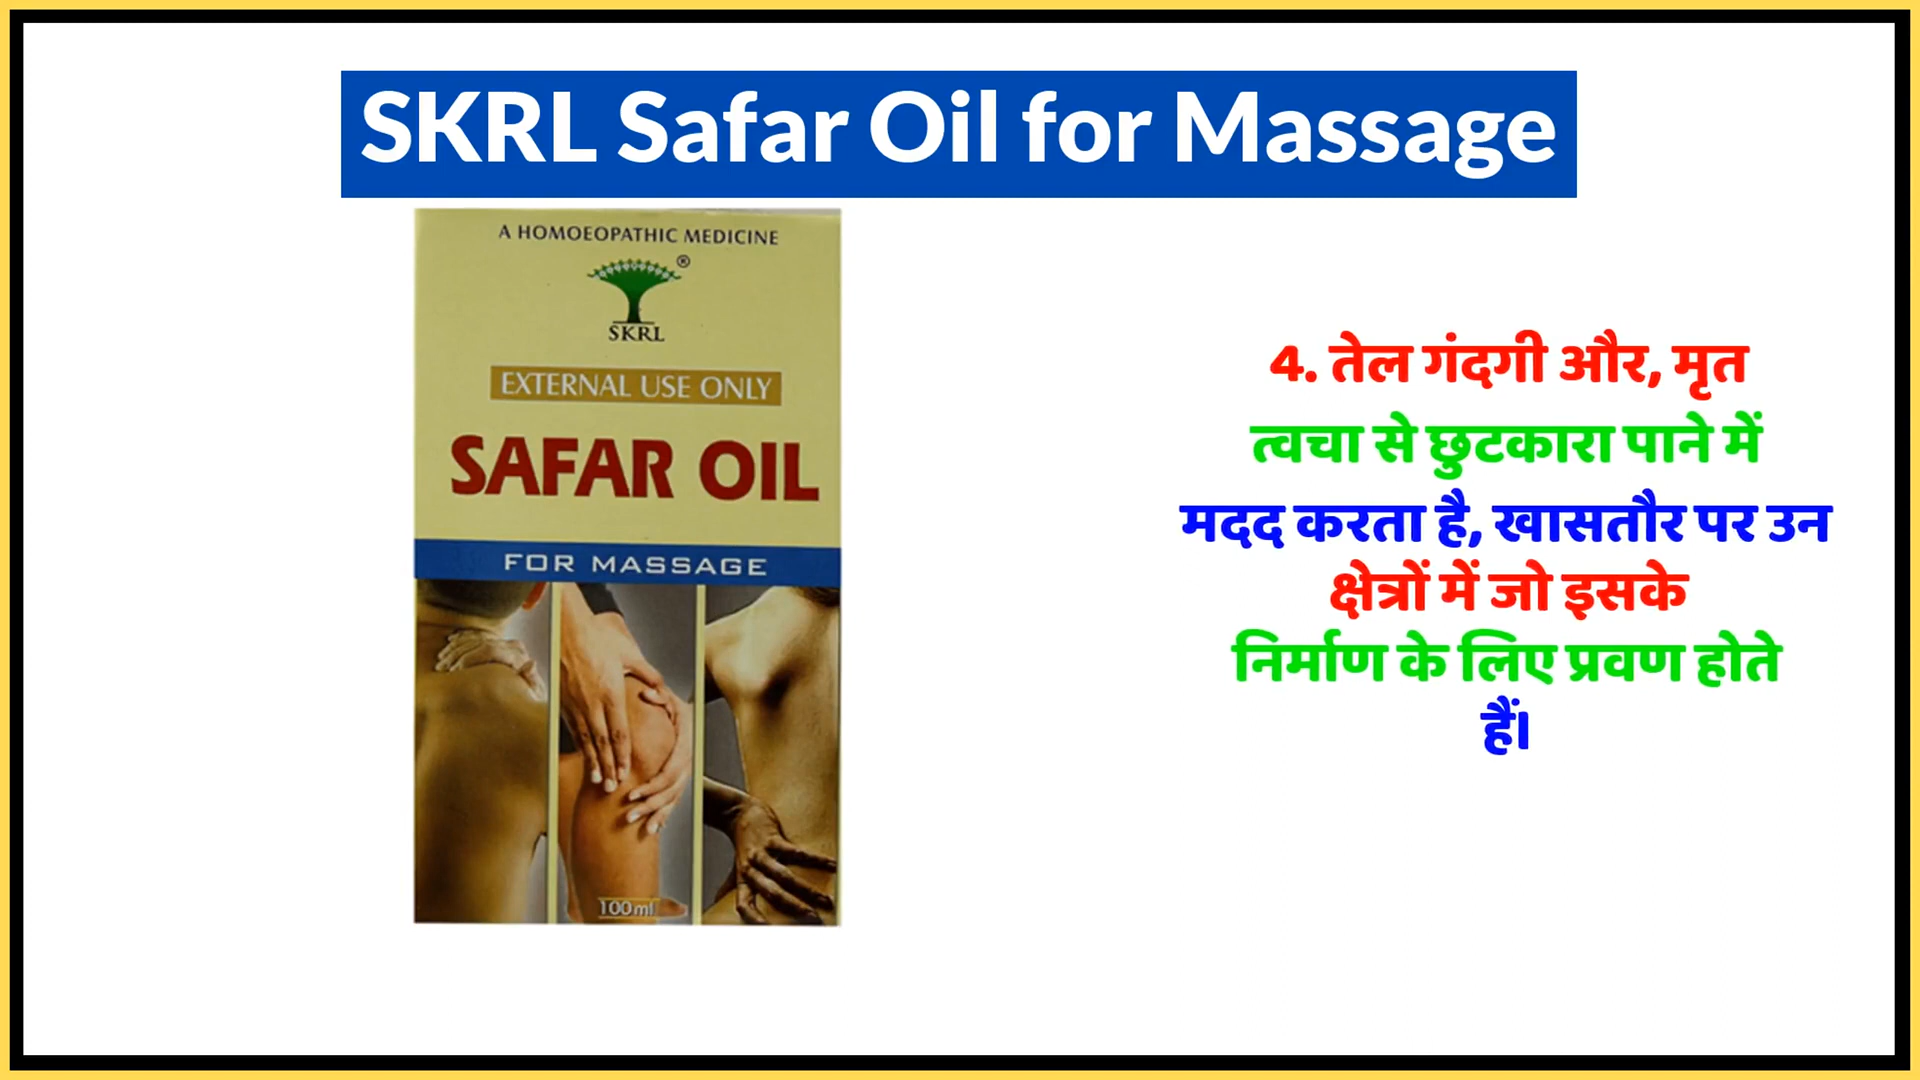 SKRL Safar Oil for Massage
A HOMOEOPATHIC MEDICINE
®
SKRL
EXTERNAL USE ONLY
SAFAR OIL
FOR MASSAGE
100ml
4. तेल गंदगी और, मृत
त्वचा से छुटकारा पाने में
मदद करता है, खासतौर पर उन
क्षेत्रों में जो इसके
निर्माण के लिए प्रवण होते
हैं।